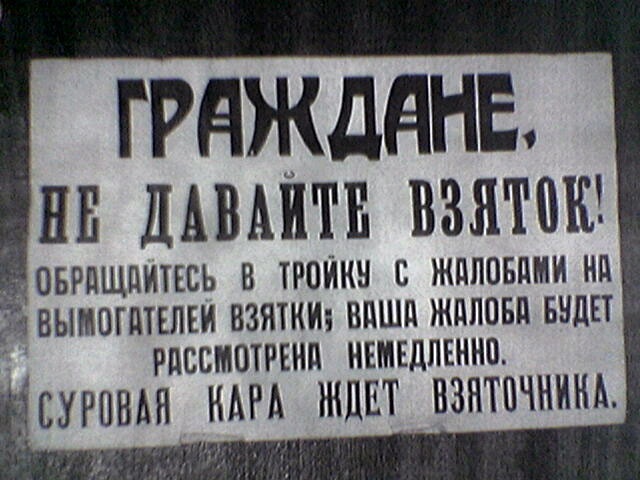 ГРАЖДАНЕ,
НЕ ДАВАЙТЕ ВЗЯТОК!
ОБРАЩАЙТЕСЬ В ТРОЙКУ С ЖАЛОБАМИ НА
ВЫМОГАТЕЛЕЙ ВЗЯТКИ; ВАША ЖАЛОБА БУДЕТ
РАССМОТРЕНА НЕМЕДЛЕННО.
СУРОВАЯ КАРА ЖДЕТ ВЗЯТОЧНИКА.